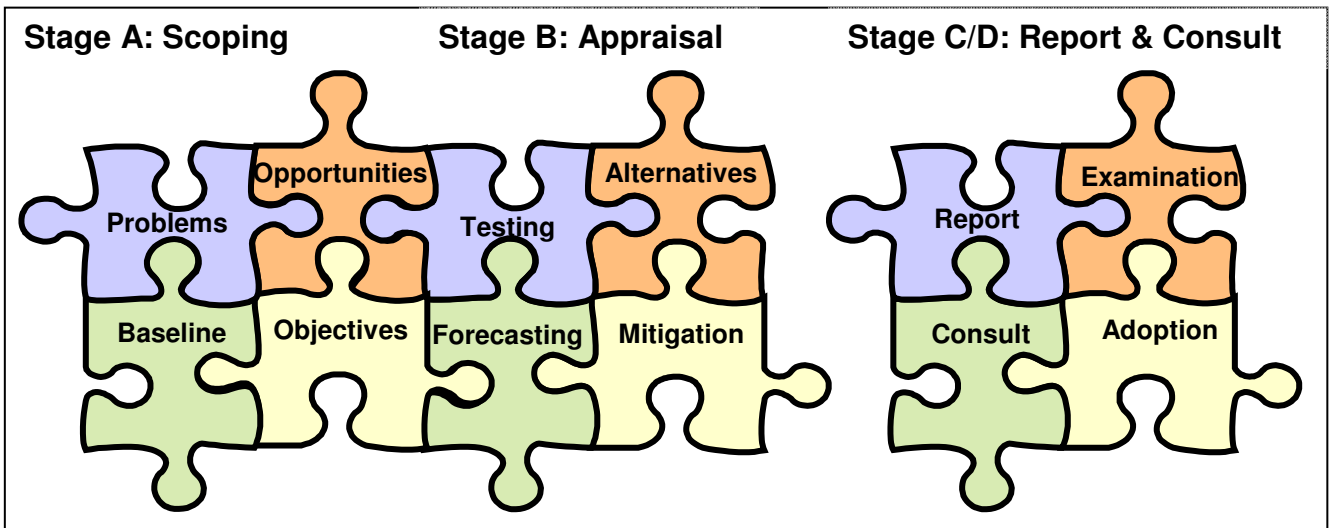 Stage A: Scoping
Stage B: Appraisal
Stage C/D: Report & Consult
Opportunities
Problems
Baseline
Objectives
Alternatives
Testing
Forecasting
Mitigation
Examination
Report
Consult
Adoption